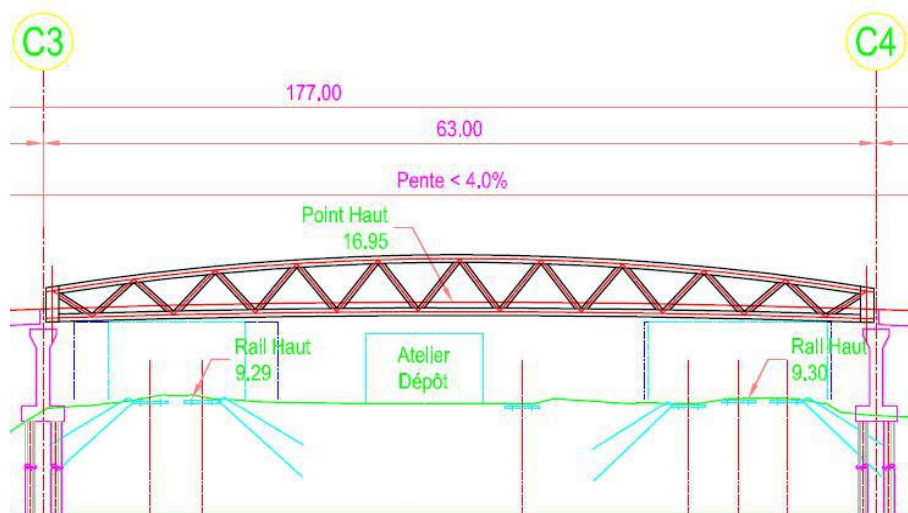 C3
C4
177.00
63.00
Pente < 4.0%
Point Haut
16.95
Rail Haut
9.29
Atelier
Dépôt
Rail Haut
9.30